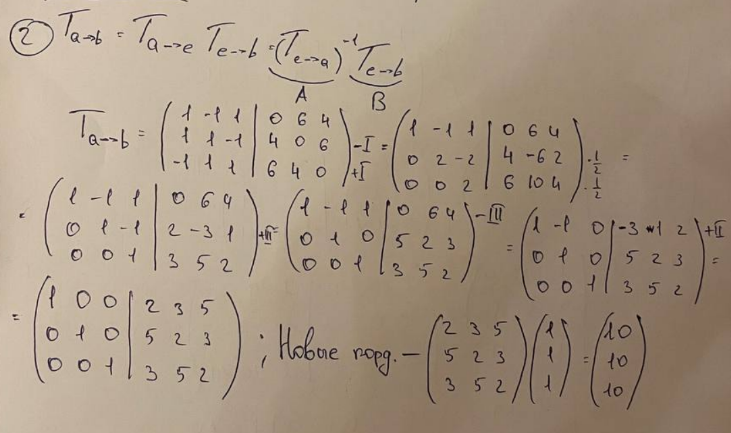 ② T a→b = T a→e T e→b = (T e→a)⁻¹ T e→b
A B
T a→b = ( 1 -1 1 | 0 6 4 ; 1 1 -1 | 4 0 6 ; -1 1 1 | 6 4 0 ) -I +I = ( 1 -1 1 | 0 6 4 ; 0 2 -2 | 4 -6 2 ; 0 0 2 | 6 10 4 ) ·1/2 ·1/2 =
= ( 1 -1 1 | 0 6 4 ; 0 1 -1 | 2 -3 1 ; 0 0 1 | 3 5 2 ) +III = ( 1 -1 1 | 0 6 4 ; 0 1 0 | 5 2 3 ; 0 0 1 | 3 5 2 ) -III = ( 1 -1 0 | -3 1 2 ; 0 1 0 | 5 2 3 ; 0 0 1 | 3 5 2 ) +II =
= ( 1 0 0 | 2 3 5 ; 0 1 0 | 5 2 3 ; 0 0 1 | 3 5 2 ) ; Новые коорд. – ( 2 3 5 ; 5 2 3 ; 3 5 2 ) ( 1 ; 1 ; 1 ) = ( 10 ; 10 ; 10 )